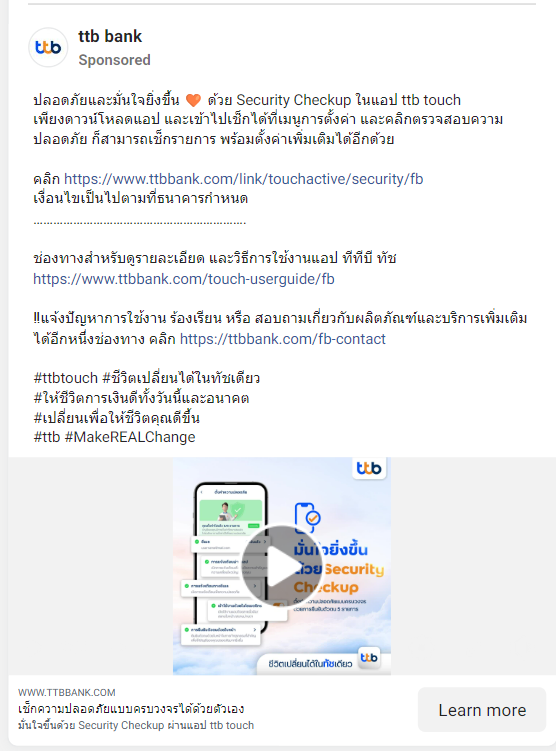 ttb
ttb bank
Sponsored
ปลอดภัยและมั่นใจยิ่งขึ้น 🧡 ด้วย Security Checkup ในแอป ttb touch
เพียงดาวน์โหลดแอป และเข้าไปเช็กได้ที่เมนูการตั้งค่า และคลิกตรวจสอบความ
ปลอดภัย ก็สามารถเช็กรายการ พร้อมตั้งค่าเพิ่มเติมได้อีกด้วย
คลิก https://www.ttbbank.com/link/touchactive/security/fb
เงื่อนไขเป็นไปตามที่ธนาคารกำหนด
…………………………………………….
ช่องทางสำหรับดูรายละเอียด และวิธีการใช้งานแอป ทีทีบี ทัช
https://www.ttbbank.com/touch-userguide/fb
‼แจ้งปัญหาการใช้งาน ร้องเรียน หรือ สอบถามเกี่ยวกับผลิตภัณฑ์และบริการเพิ่มเติม
ได้อีกหนึ่งช่องทาง คลิก https://ttbbank.com/fb-contact
#ttbtouch #ชีวิตเปลี่ยนได้ในทัชเดียว
#ให้ชีวิตการเงินดีทั้งวันนี้และอนาคต
#เปลี่ยนเพื่อให้ชีวิตคุณดีขึ้น
#ttb #MakeREALChange
ttb
มั่นใจยิ่งขึ้น
ด้วย Security
Checkup
ชีวิตเปลี่ยนได้ในทัชเดียว ttb
WWW.TTBBANK.COM
เช็กความปลอดภัยแบบครบวงจรได้ด้วยตัวเอง
มั่นใจขึ้นด้วย Security Checkup ผ่านแอป ttb touch
Learn more